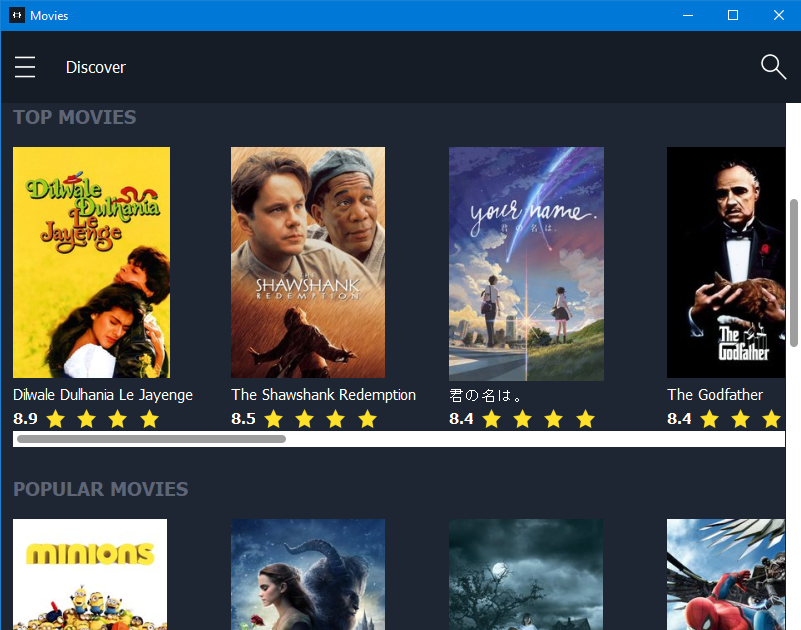 Movies
Discover
TOP MOVIES
Dilwale
Dulhania
Le
Jayenge
THE
SHAWSHANK
REDEMPTION
your name.
君の名は。
The
Godfather
Dilwale Dulhania Le Jayenge
The Shawshank Redemption
君の名は。
The Godfather
8.9
8.5
8.4
8.4
POPULAR MOVIES
minions